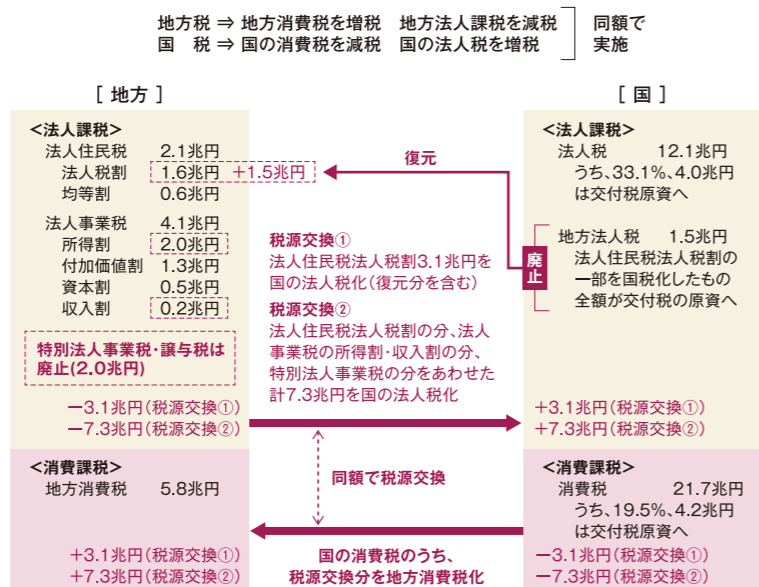 地方税 ⇒ 地方消費税を増税　地方法人課税を減税
国　税 ⇒ 国の消費税を減税　国の法人税を増税
同額で
実施
［ 地方 ］
<法人課税>
法人住民税　2.1兆円
法人税割　1.6兆円　+1.5兆円
均等割　0.6兆円
法人事業税　4.1兆円
所得割　2.0兆円
付加価値割　1.3兆円
資本割　0.5兆円
収入割　0.2兆円
特別法人事業税・譲与税は
廃止(2.0兆円)
−3.1兆円(税源交換①)
−7.3兆円(税源交換②)
<消費課税>
地方消費税　5.8兆円
+3.1兆円(税源交換①)
+7.3兆円(税源交換②)
復元
税源交換①
法人住民税法人税割3.1兆円を
国の法人税化(復元分を含む)
税源交換②
法人住民税法人税割の分、法人
事業税の所得割・収入割の分、
特別法人事業税の分をあわせた
計7.3兆円を国の法人税化
同額で税源交換
国の消費税のうち、
税源交換分を地方消費税化
［ 国 ］
<法人課税>
法人税　12.1兆円
うち、33.1%、4.0兆円
は交付税原資へ
廃止
地方法人税　1.5兆円
法人住民税法人税割の
一部を国税化したもの
全額が交付税の原資へ
+3.1兆円(税源交換①)
+7.3兆円(税源交換②)
<消費課税>
消費税　21.7兆円
うち、19.5%、4.2兆円
は交付税原資へ
−3.1兆円(税源交換①)
−7.3兆円(税源交換②)